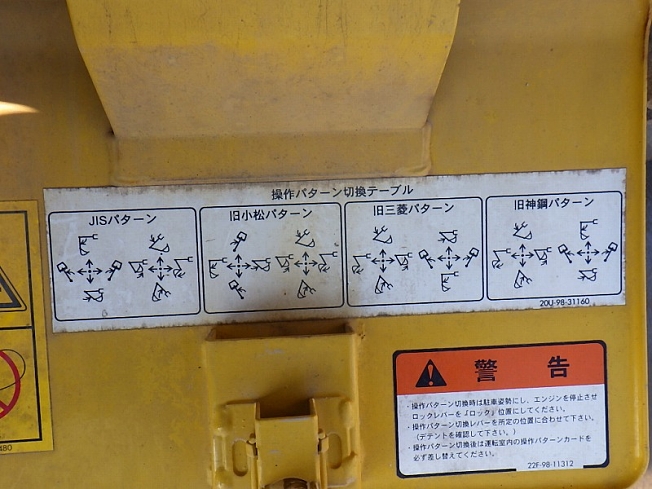 操作パターン切換テーブル
JISパターン
旧小松パターン
旧三菱パターン
旧神鋼パターン
20U-98-31160
警告
・操作パターン切換時は駐車姿勢にし、エンジンを停止させ
ロックレバーを『ロック』位置にしてください。
・操作パターン切換レバーを所定の位置に合わせて下さい。
(デテントを確認して下さい。)
・操作パターン切換後は運転室内の操作パターンカードを
必ず差し替えてください。
22F-98-11312